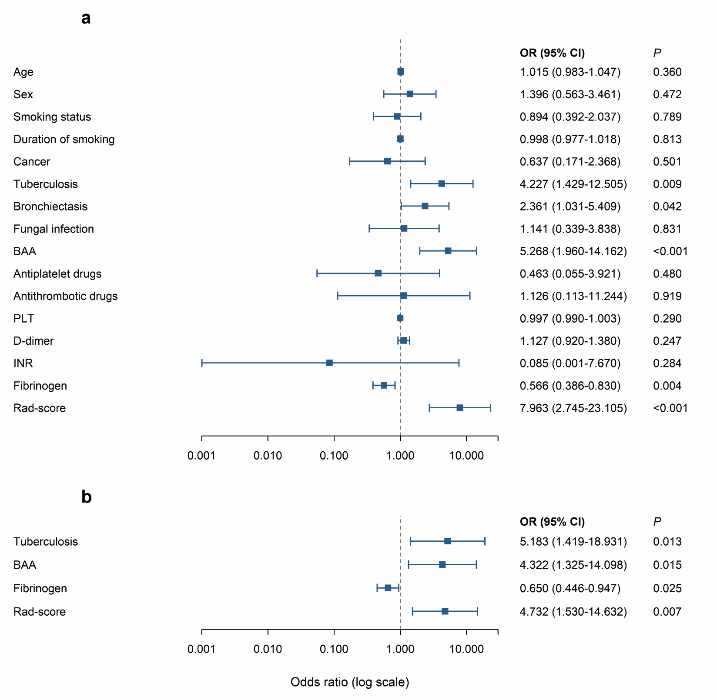 a
OR (95% CI) P
Age 1.015 (0.983-1.047) 0.360
Sex 1.396 (0.563-3.461) 0.472
Smoking status 0.894 (0.392-2.037) 0.789
Duration of smoking 0.998 (0.977-1.018) 0.813
Cancer 0.637 (0.171-2.368) 0.501
Tuberculosis 4.227 (1.429-12.505) 0.009
Bronchiectasis 2.361 (1.031-5.409) 0.042
Fungal infection 1.141 (0.339-3.838) 0.831
BAA 5.268 (1.960-14.162) <0.001
Antiplatelet drugs 0.463 (0.055-3.921) 0.480
Antithrombotic drugs 1.126 (0.113-11.244) 0.919
PLT 0.997 (0.990-1.003) 0.290
D-dimer 1.127 (0.920-1.380) 0.247
INR 0.085 (0.001-7.670) 0.284
Fibrinogen 0.566 (0.386-0.830) 0.004
Rad-score 7.963 (2.745-23.105) <0.001
0.001 0.010 0.100 1.000 10.000
b
OR (95% CI) P
Tuberculosis 5.183 (1.419-18.931) 0.013
BAA 4.322 (1.325-14.098) 0.015
Fibrinogen 0.650 (0.446-0.947) 0.025
Rad-score 4.732 (1.530-14.632) 0.007
0.001 0.010 0.100 1.000 10.000
Odds ratio (log scale)